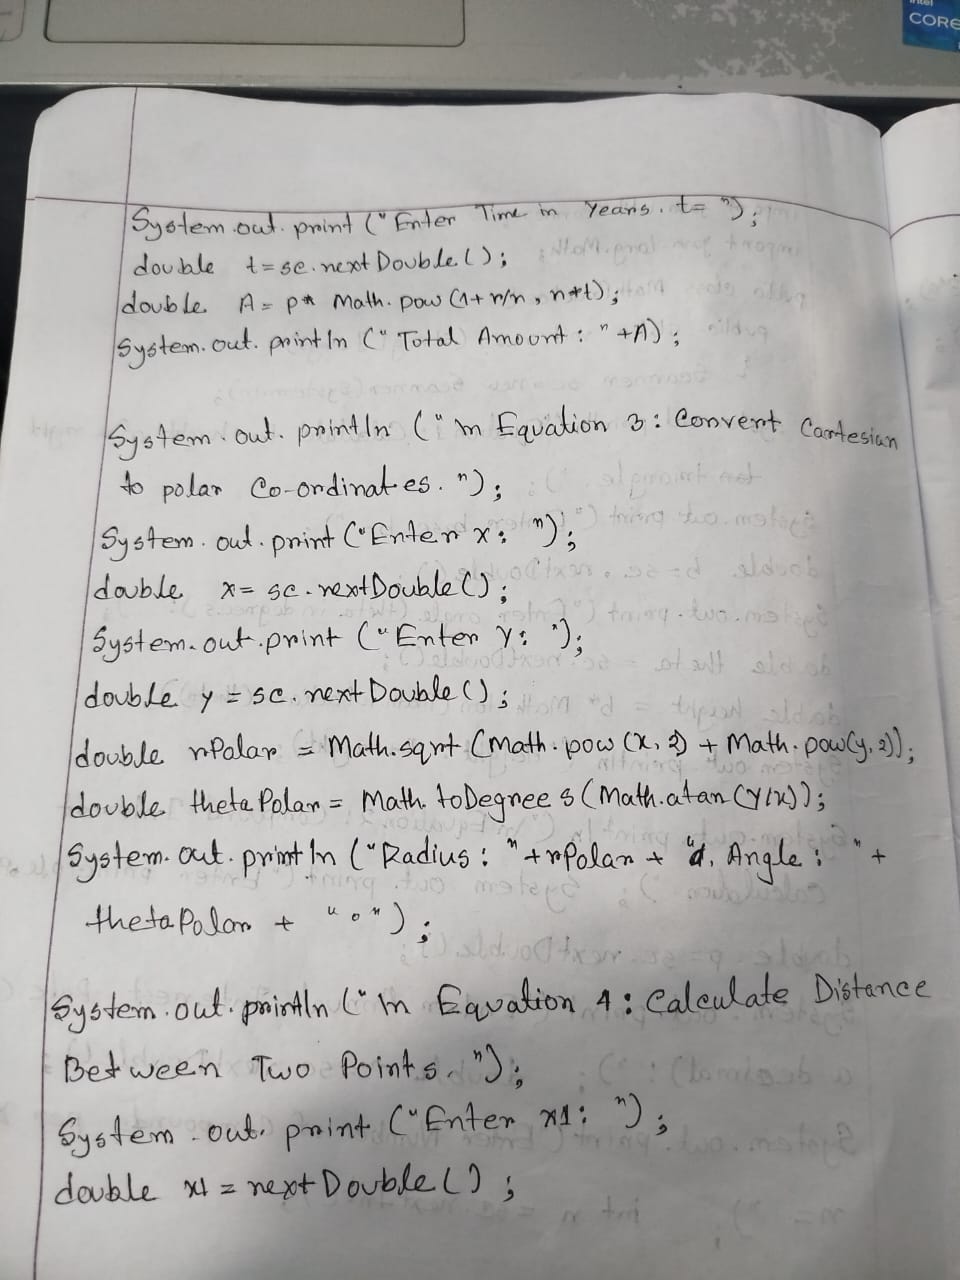 intel
CORE
System.out.print ("Enter Time in Years. t= ");
double t=sc.nextDouble();
double A = p* Math.pow (1+r/n, n*t);
System.out.println (" Total Amount : " +A);
System.out.println ("\n Equation 3: Convert Cartesian
to polar Co-ordinates. ");
System.out.print ("Enter x: ");
double x= sc.nextDouble();
System.out.print ("Enter Y: ");
double y = sc.nextDouble();
double rPolar = Math.sqrt (Math.pow (x, 2) + Math.pow(y, 2));
double thetaPolar = Math.toDegrees (Math.atan (y/x));
System.out.println ("Radius: "+rPolar + " , Angle: " +
thetaPolar + " o ");
System.out.println ("\n Equation 4: Calculate Distance
Between Two Points. ");
System.out.print ("Enter x1: ");
double x1 = nextDouble();